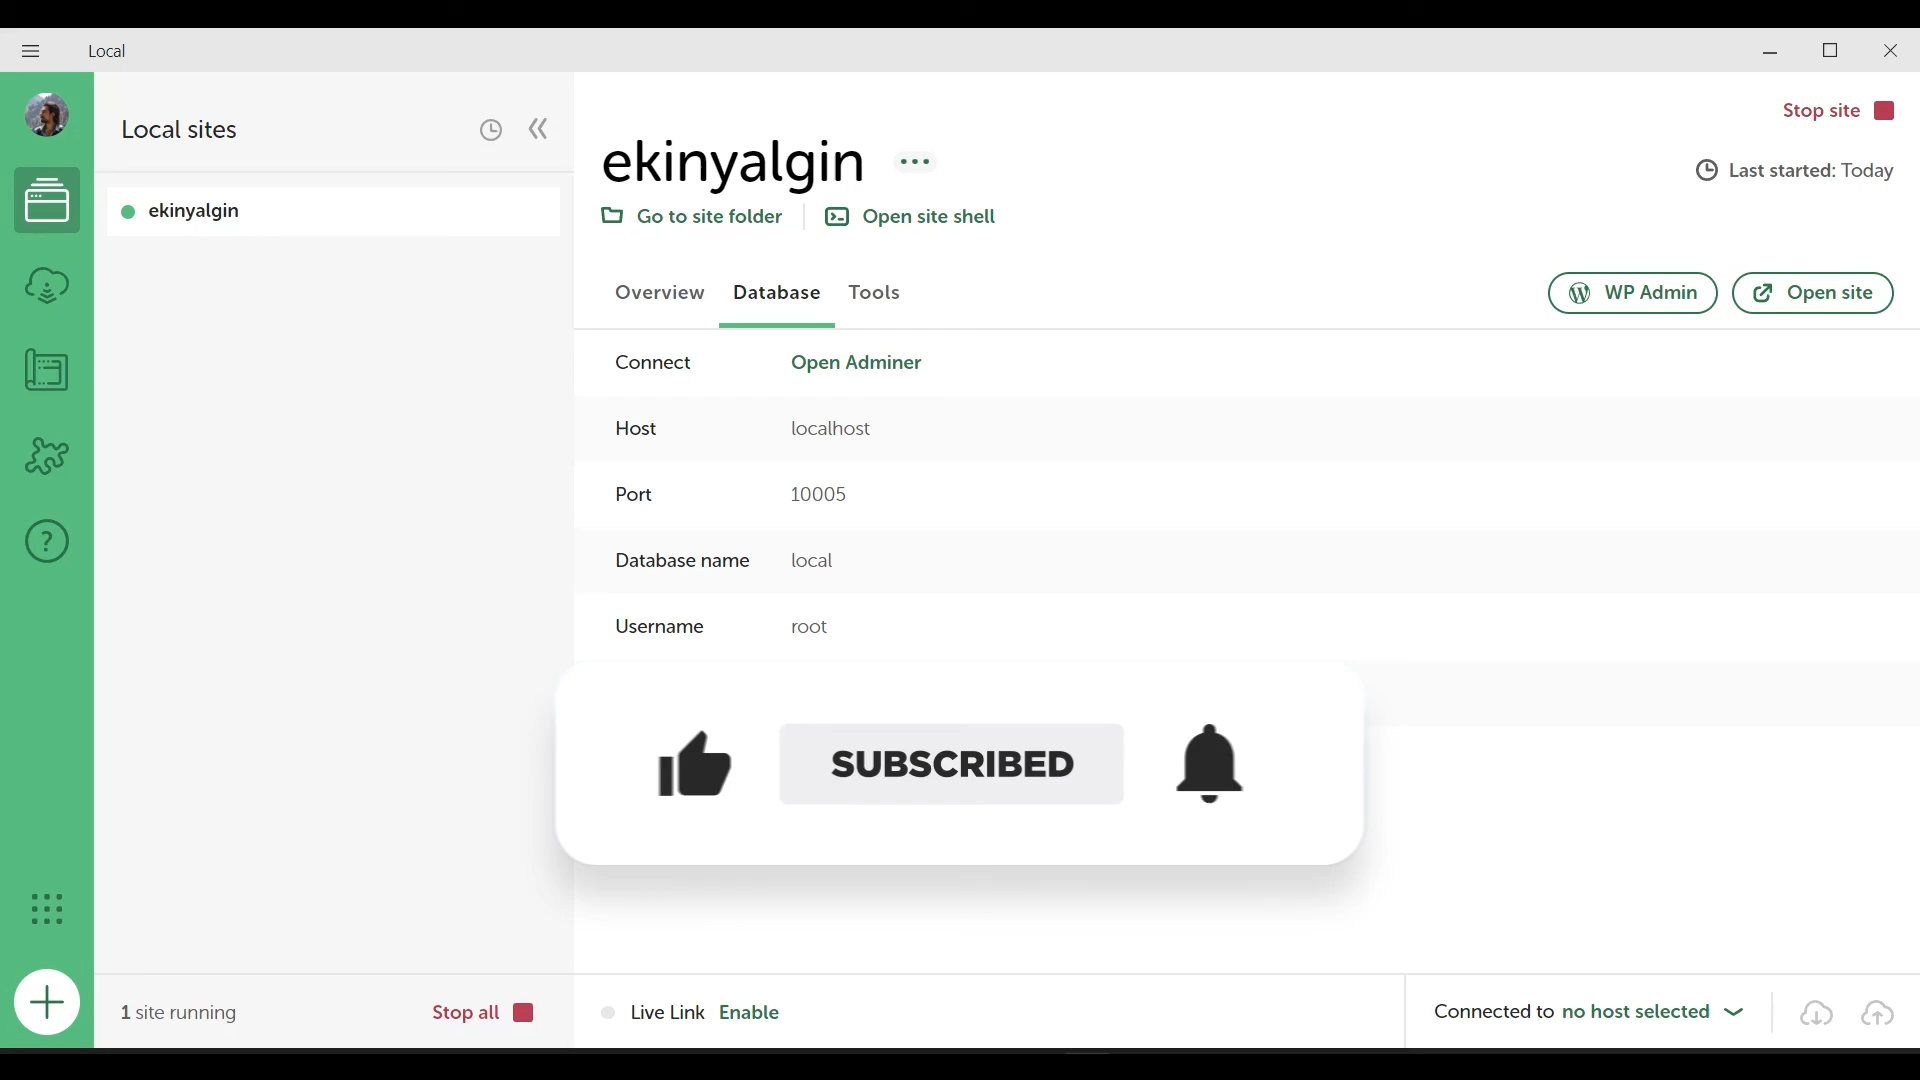 Local
Local sites
ekinyalgin
1 site running
Stop all
Stop site
ekinyalgin
Last started: Today
Go to site folder
Open site shell
Overview
Database
Tools
WP Admin
Open site
Connect Open Adminer
Host localhost
Port 10005
Database name local
Username root
SUBSCRIBED
Live Link Enable
Connected to no host selected